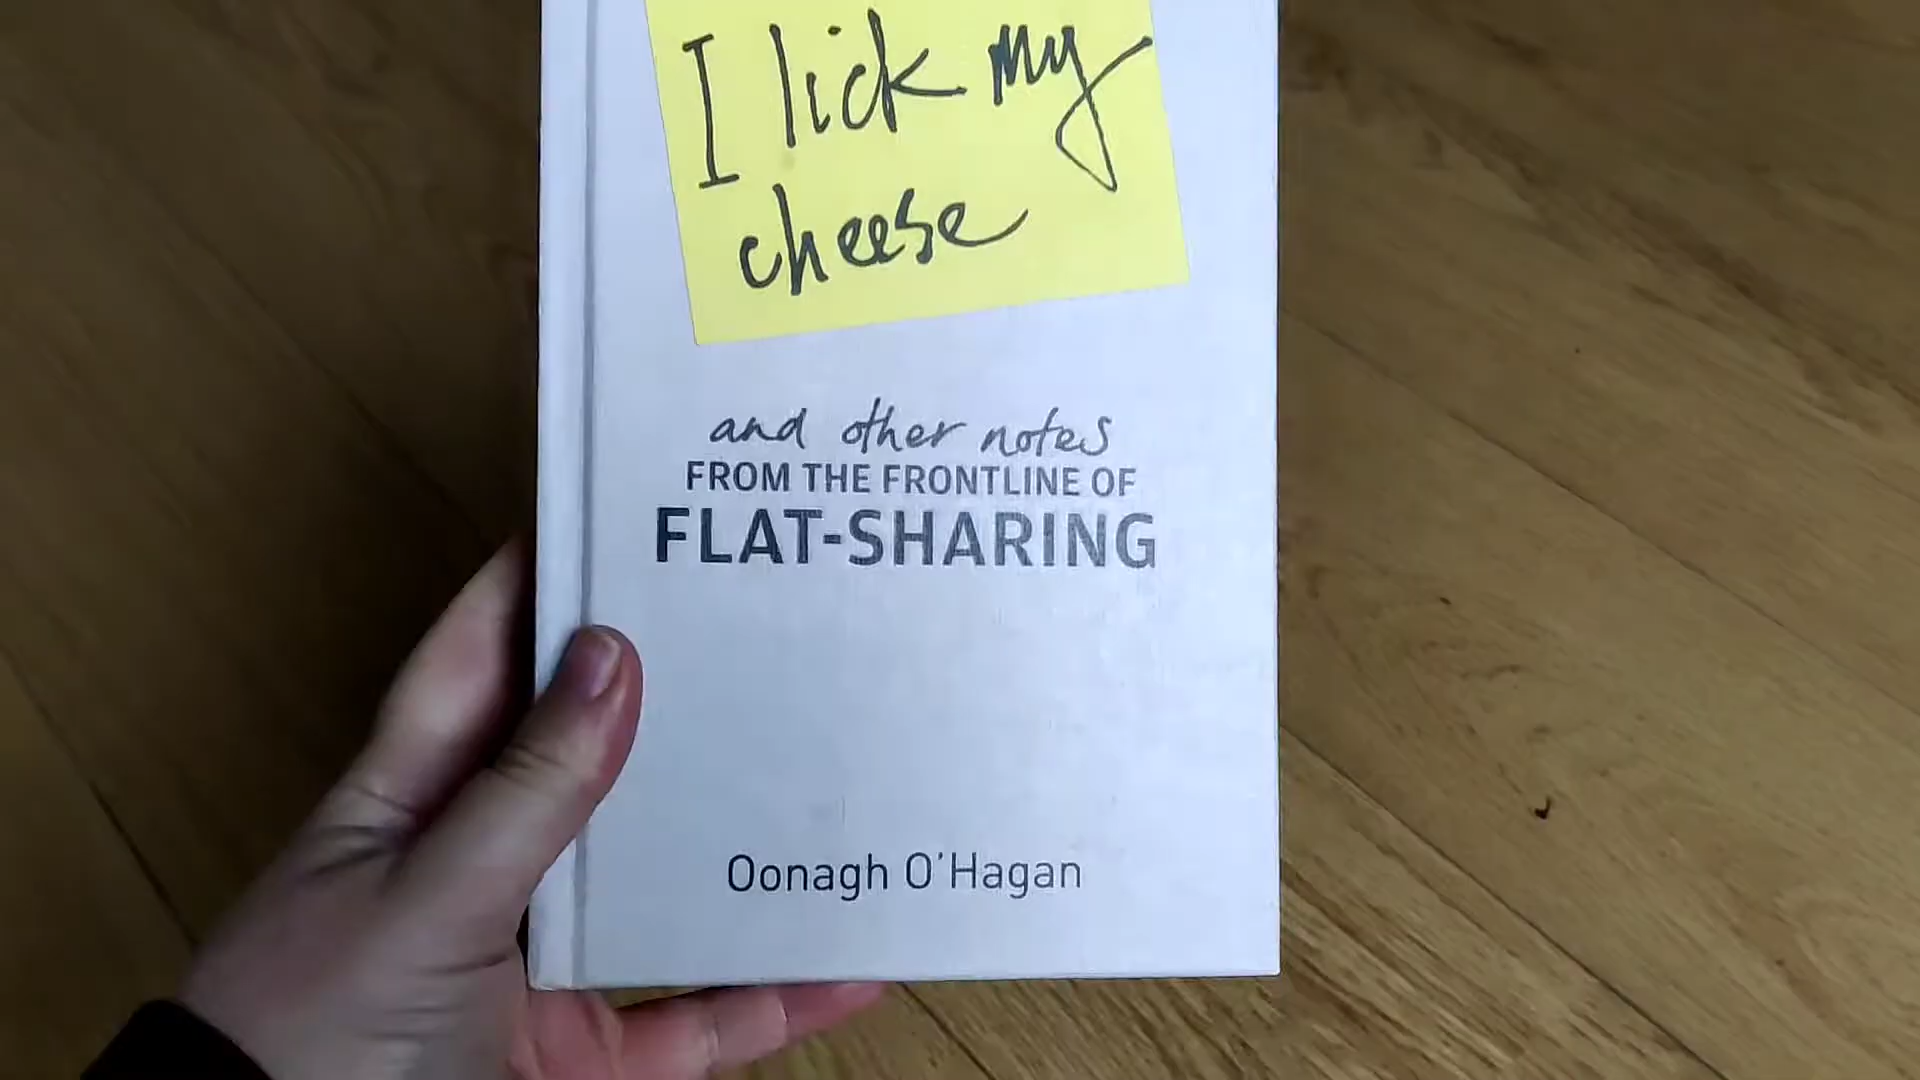 I lick my
cheese
and other notes
FROM THE FRONTLINE OF
FLAT-SHARING
Oonagh O'Hagan